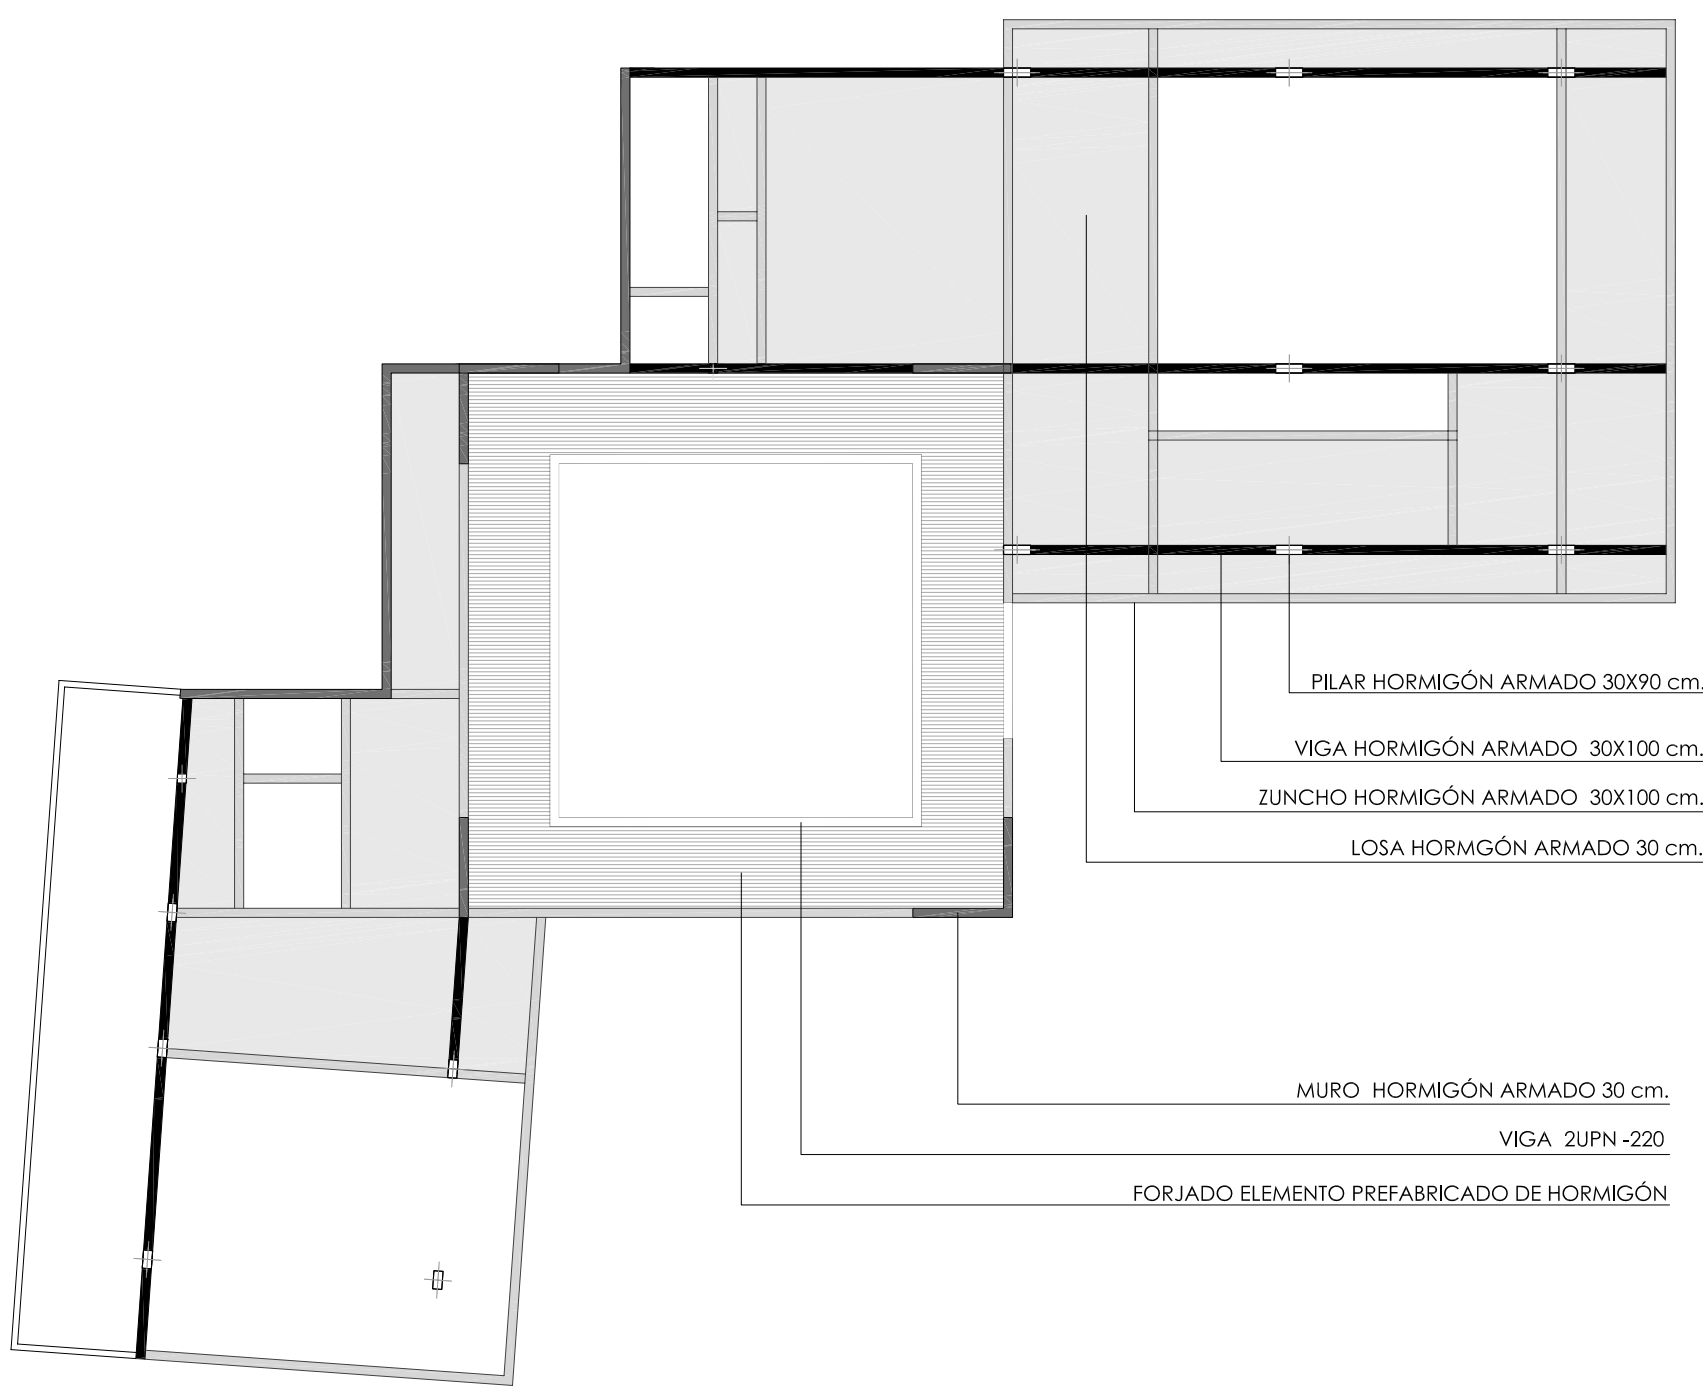 PILAR HORMIGÓN ARMADO 30X90 cm.
VIGA HORMIGÓN ARMADO 30X100 cm.
ZUNCHO HORMIGÓN ARMADO 30X100 cm.
LOSA HORMGÓN ARMADO 30 cm.
MURO HORMIGÓN ARMADO 30 cm.
VIGA 2UPN -220
FORJADO ELEMENTO PREFABRICADO DE HORMIGÓN